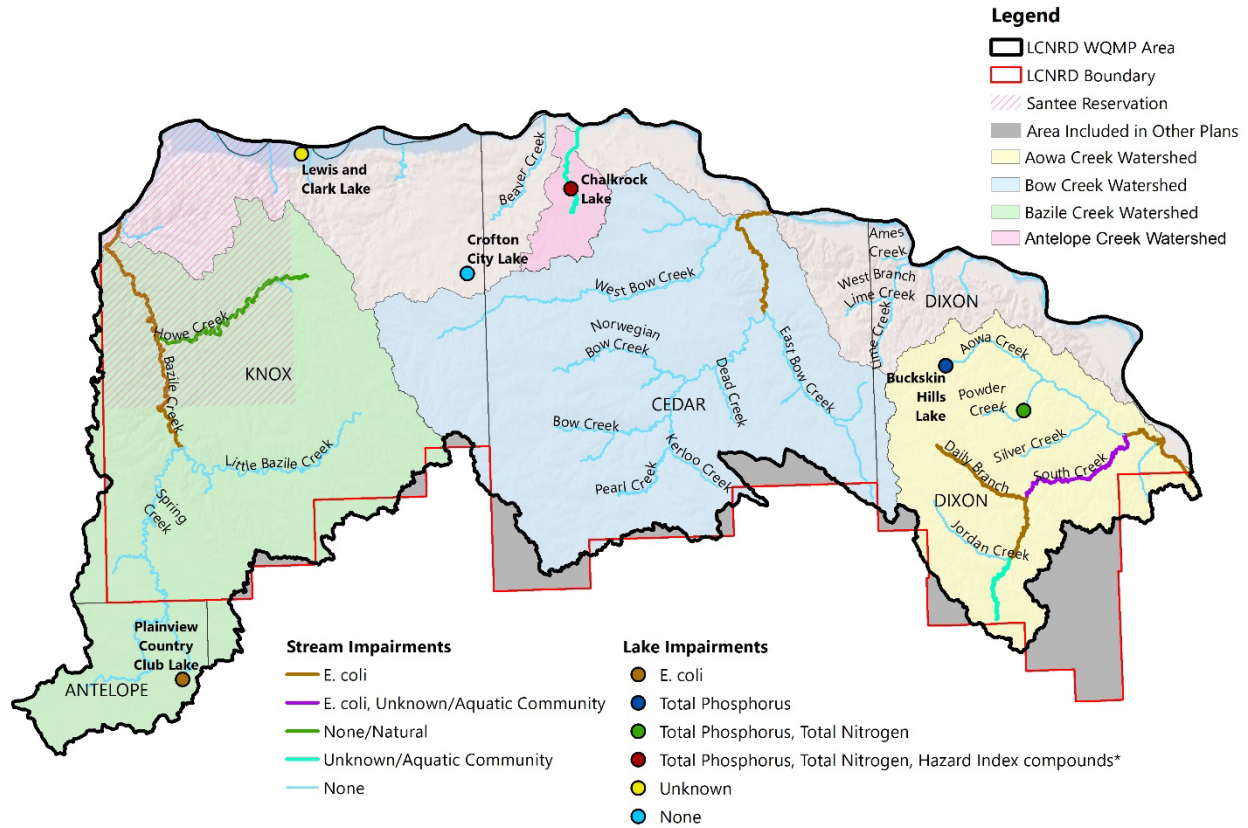 Legend
LCNRD WQMP Area
LCNRD Boundary
Santee Reservation
Area Included in Other Plans
Aowa Creek Watershed
Bow Creek Watershed
Bazile Creek Watershed
Antelope Creek Watershed
Lewis and
Clark Lake
Beaver Creek
Chalkrock
Lake
Crofton
City Lake
West Bow Creek
Ames
Creek
West Branch
Lime Creek
Lime Creek
DIXON
Howe Creek
Bazile Creek
KNOX
Norwegian
Bow Creek
Dead Creek
East Bow Creek
CEDAR
Bow Creek
Kerloo Creek
Pearl Creek
Little Bazile Creek
Spring
Creek
Aowa Creek
Buckskin
Hills
Lake
Powder
Creek
Silver Creek
Daily Branch
South Creek
DIXON
Jordan Creek
Plainview
Country
Club Lake
ANTELOPE
Stream Impairments
E. coli
E. coli, Unknown/Aquatic Community
None/Natural
Unknown/Aquatic Community
None
Lake Impairments
E. coli
Total Phosphorus
Total Phosphorus, Total Nitrogen
Total Phosphorus, Total Nitrogen, Hazard Index compounds*
Unknown
None